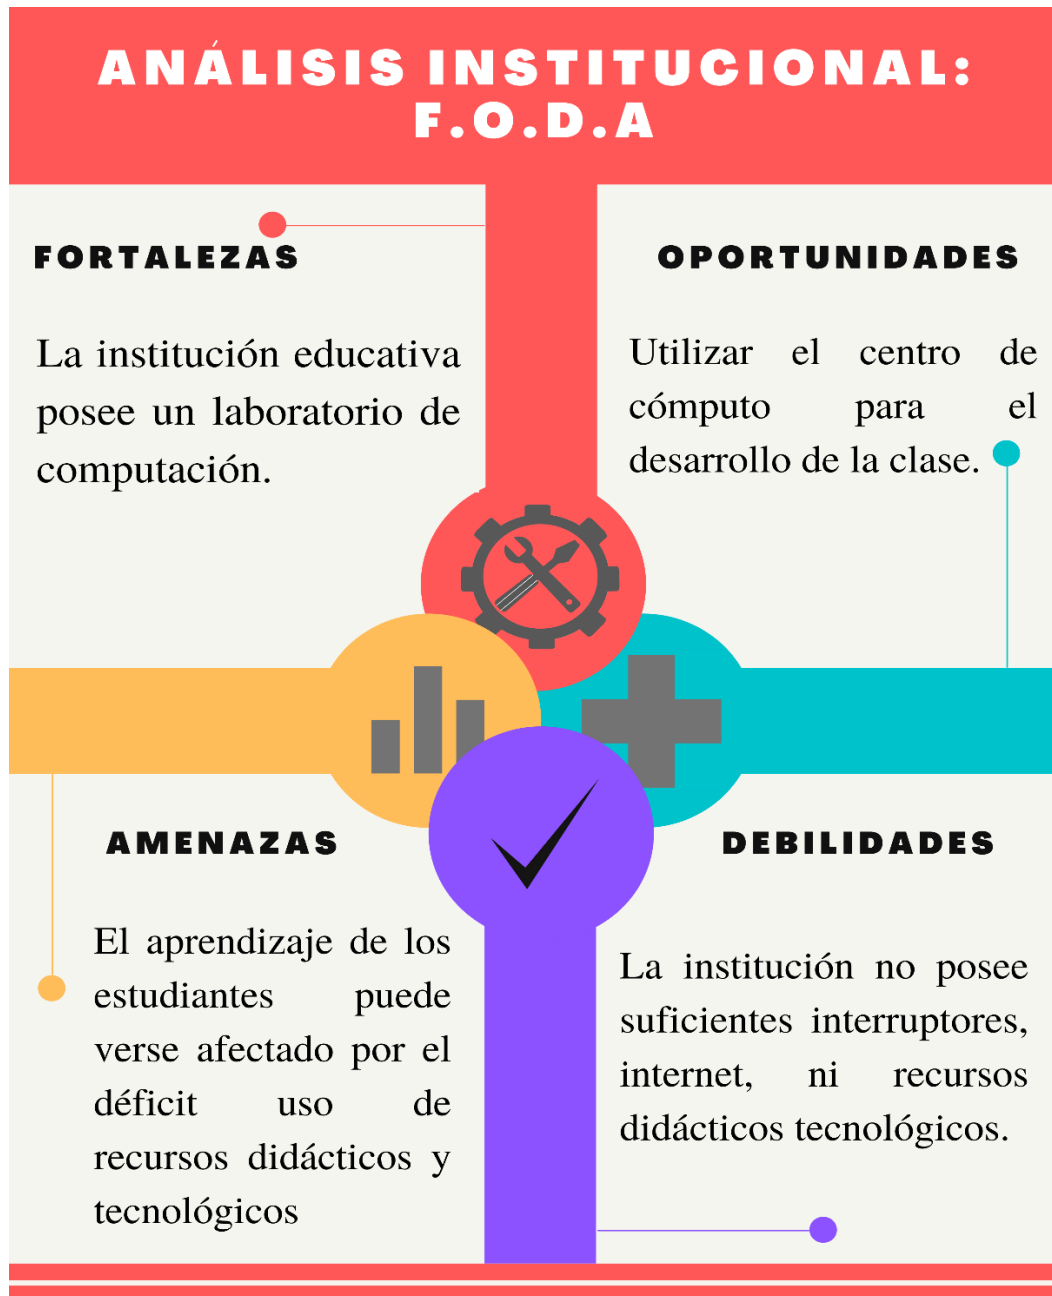 ANÁLISIS INSTITUCIONAL:
F.O.D.A
FORTALEZAS
La institución educativa
posee un laboratorio de
computación.
OPORTUNIDADES
Utilizar el centro de
cómputo para el
desarrollo de la clase.
AMENAZAS
El aprendizaje de los
estudiantes puede
verse afectado por el
déficit uso de
recursos didácticos y
tecnológicos
DEBILIDADES
La institución no posee
suficientes interruptores,
internet, ni recursos
didácticos tecnológicos.